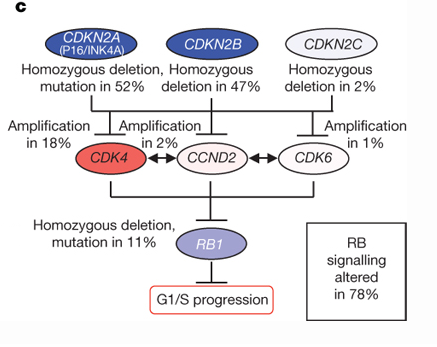 c
CDKN2A
(P16/INK4A)
CDKN2B
CDKN2C
Homozygous deletion,
mutation in 52%
Homozygous
deletion in 47%
Homozygous
deletion in 2%
Amplification
in 18%
Amplification
in 2%
Amplification
in 1%
CDK4
CCND2
CDK6
Homozygous deletion,
mutation in 11%
RB1
G1/S progression
RB
signalling
altered
in 78%